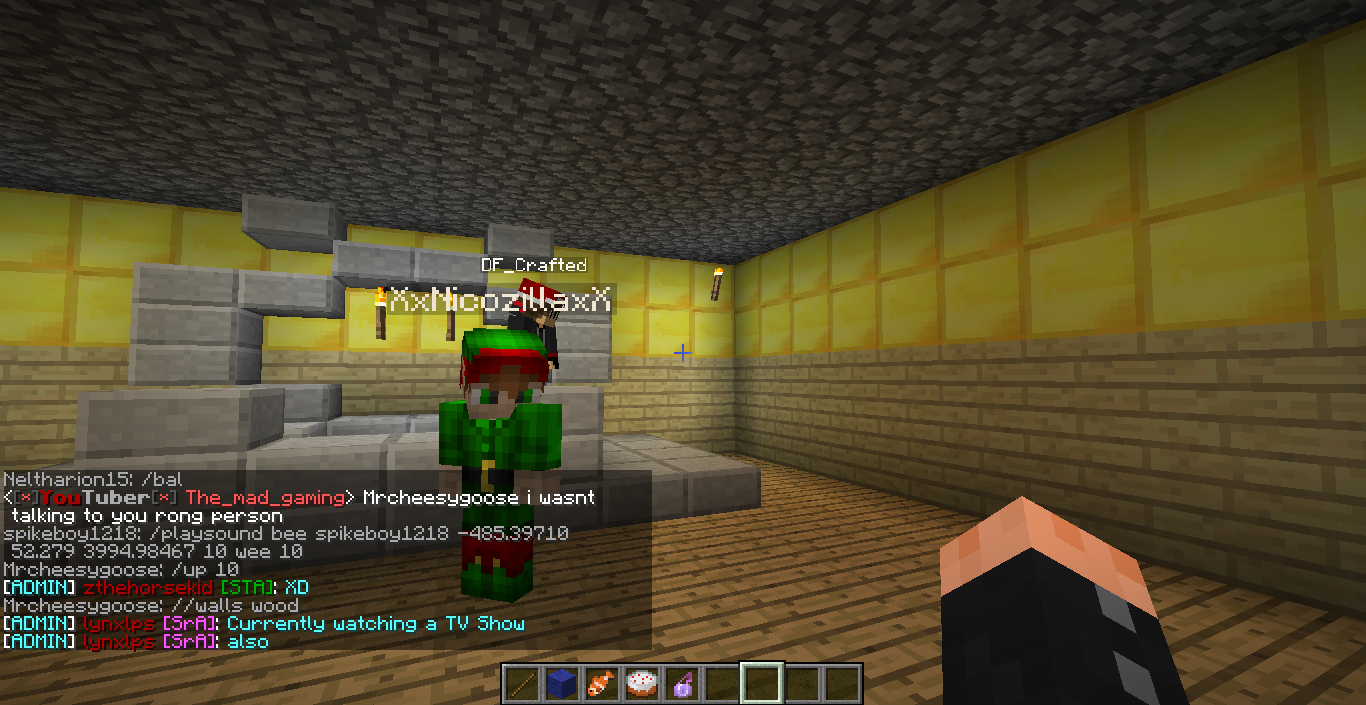 DF_Crafted
XxNicozillaxX
Neltharion15: /bal
<[×]YouTuber[×] The_mad_gaming> Mrcheesygoose i wasnt
talking to you rong person
spikeboy1218: /playsound bee spikeboy1218 -485.39710
52.279 3994.98467 10 wee 10
Mrcheesygoose: /up 10
[ADMIN] zthehorsekid [STA]: XD
Mrcheesygoose: //walls wood
[ADMIN] lynxlps [SrA]: Currently watching a TV Show
[ADMIN] lynxlps [SrA]: also